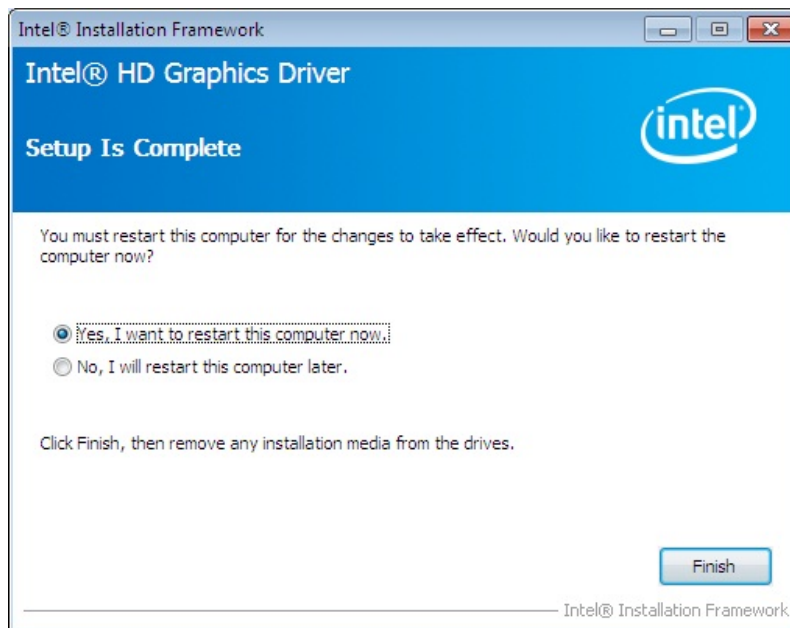 Intel® Installation Framework
Intel® HD Graphics Driver
intel®
Setup Is Complete
You must restart this computer for the changes to take effect. Would you like to restart the
computer now?
Yes, I want to restart this computer now.
No, I will restart this computer later.
Click Finish, then remove any installation media from the drives.
Finish
Intel® Installation Framework